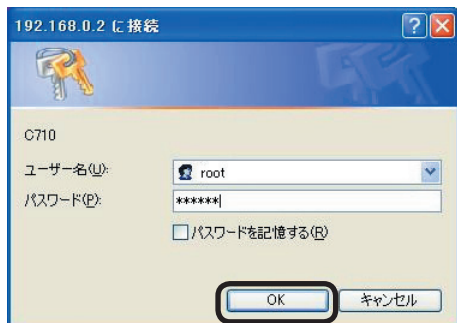 192.168.0.2 に接続
C710
ユーザー名(U):
root
パスワード(P):
******
パスワードを記憶する(R)
OK
キャンセル